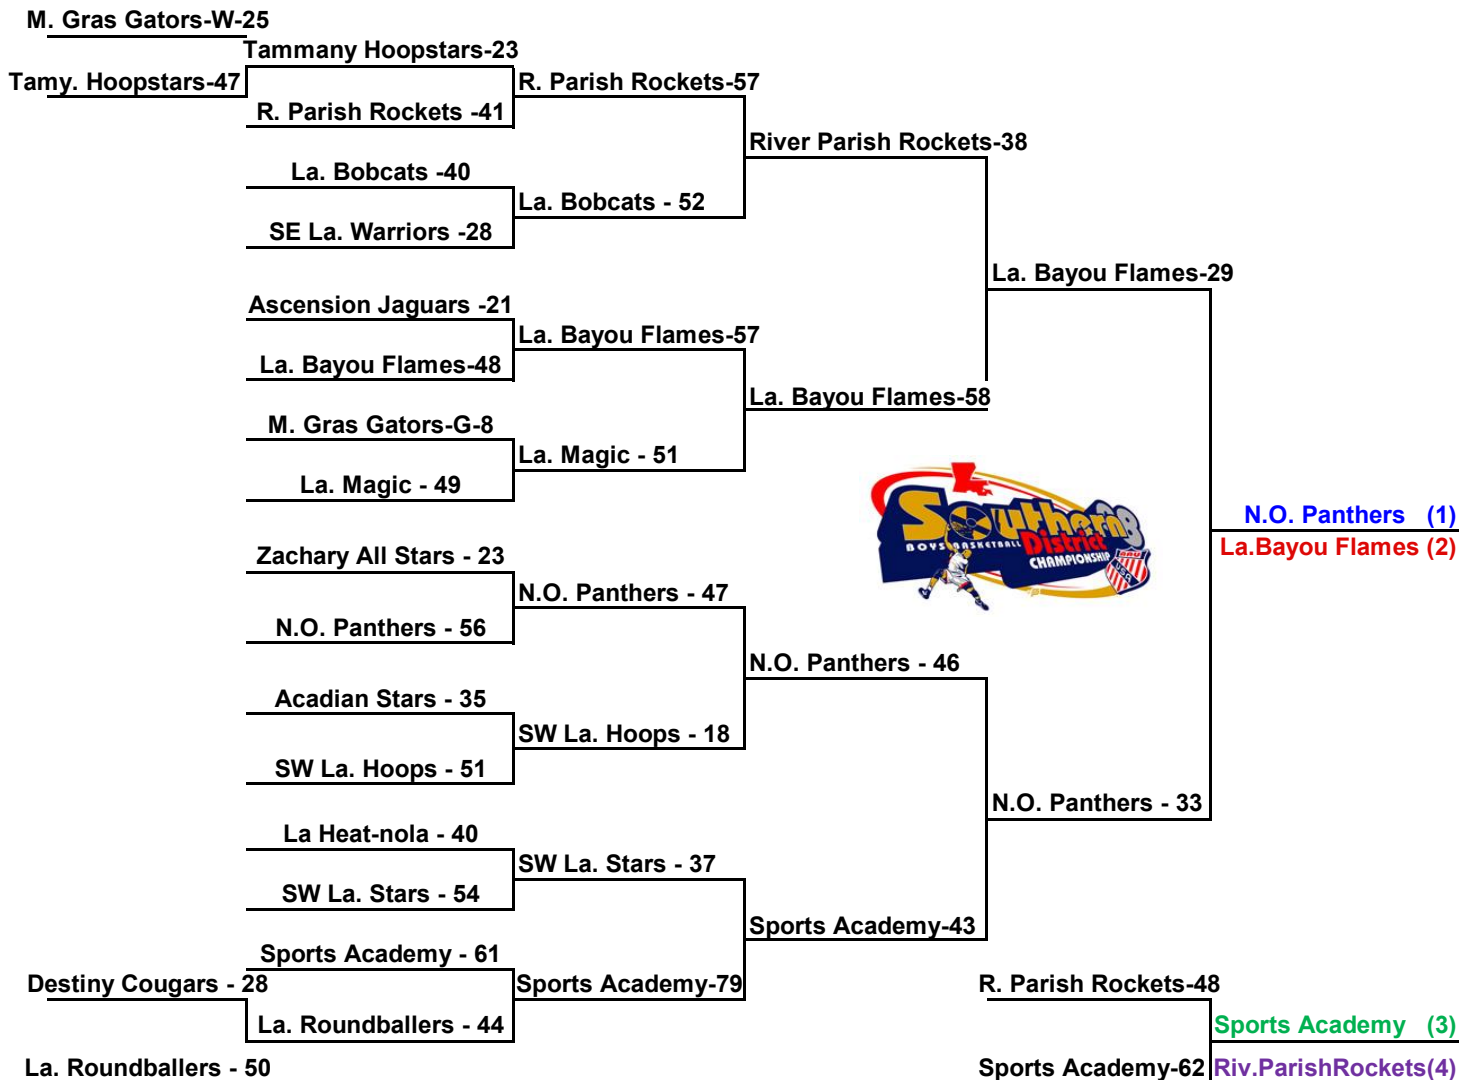 M. Gras Gators-W-25
Tammany Hoopstars-23
Tamy. Hoopstars-47
R. Parish Rockets-57
R. Parish Rockets -41
River Parish Rockets-38
La. Bobcats -40
La. Bobcats - 52
SE La. Warriors -28
La. Bayou Flames-29
Ascension Jaguars -21
La. Bayou Flames-57
La. Bayou Flames-48
La. Bayou Flames-58
M. Gras Gators-G-8
La. Magic - 51
La. Magic - 49
Southern 08
BOYS BASKETBALL
District
CHAMPIONSHIP
AAU
USA
N.O. Panthers (1)
La.Bayou Flames (2)
Zachary All Stars - 23
N.O. Panthers - 47
N.O. Panthers - 56
N.O. Panthers - 46
Acadian Stars - 35
SW La. Hoops - 18
SW La. Hoops - 51
N.O. Panthers - 33
La Heat-nola - 40
SW La. Stars - 37
SW La. Stars - 54
Sports Academy-43
Sports Academy - 61
Destiny Cougars - 28
Sports Academy-79
R. Parish Rockets-48
La. Roundballers - 44
Sports Academy (3)
La. Roundballers - 50
Sports Academy-62
Riv.ParishRockets(4)